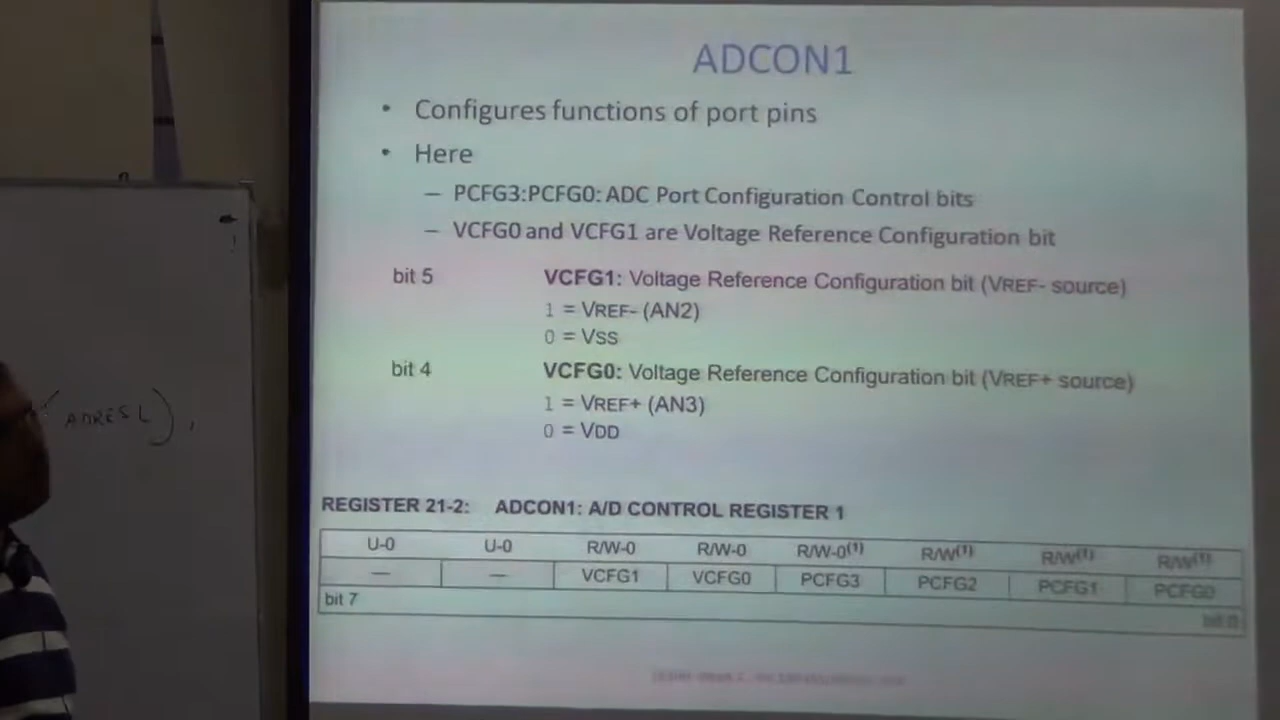 ADCON1
• Configures functions of port pins
• Here
– PCFG3:PCFG0: ADC Port Configuration Control bits
– VCFG0 and VCFG1 are Voltage Reference Configuration bit
bit 5 VCFG1: Voltage Reference Configuration bit (VREF- source)
1 = VREF- (AN2)
0 = VSS
bit 4 VCFG0: Voltage Reference Configuration bit (VREF+ source)
1 = VREF+ (AN3)
0 = VDD
(ADRESL),
REGISTER 21-2: ADCON1: A/D CONTROL REGISTER 1
U-0 U-0 R/W-0 R/W-0 R/W-0(1) R/W(1) R/W(1) R/W(1)
— — VCFG1 VCFG0 PCFG3 PCFG2 PCFG1 PCFG0
bit 7 bit 0